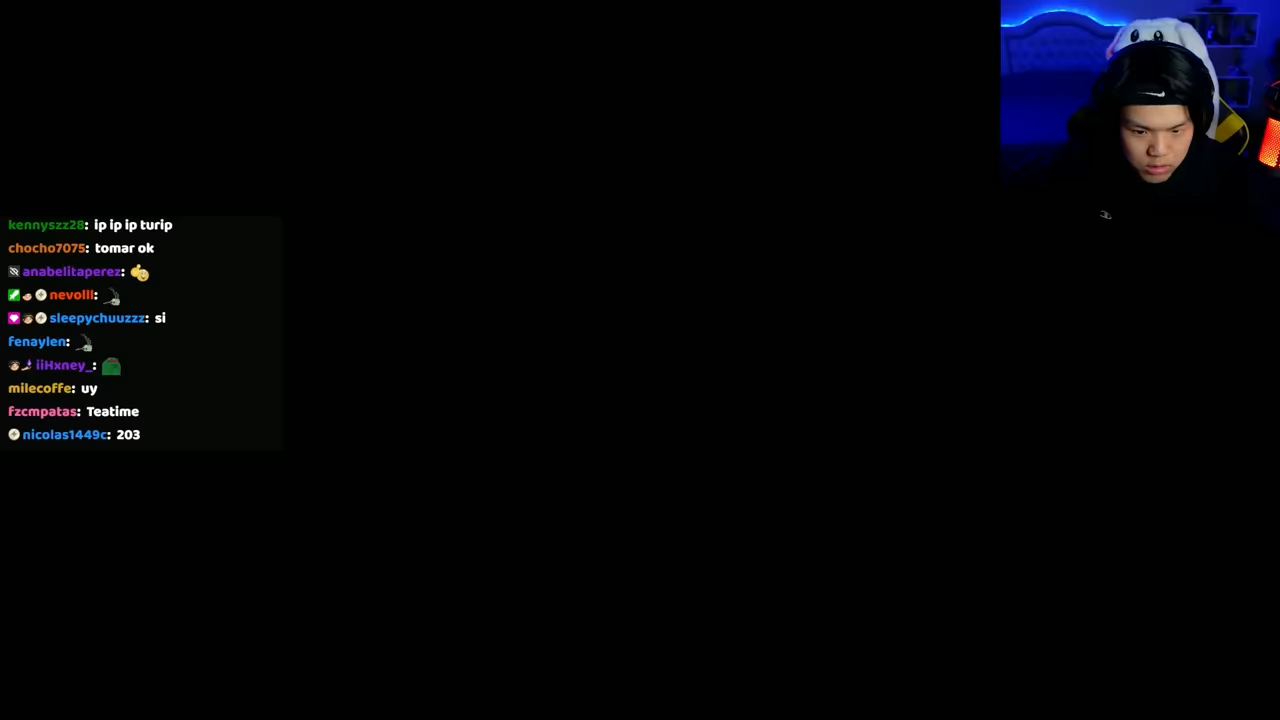 kennyszz28: ip ip ip turip
chocho7075: tomar ok
anabelitaperez:
nevolll:
sleepychuuzzz: si
fenaylen:
iiHxney_:
milecoffe: uy
fzcmpatas: Teatime
nicolas1449c: 203